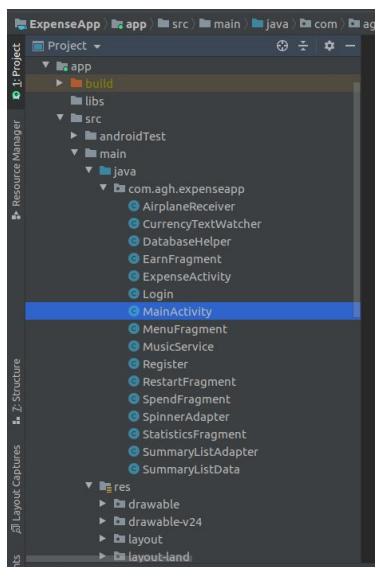 ExpenseApp app src main java com ag
Project
1: Project
Resource Manager
7: Structure
Layout Captures
app
build
libs
src
androidTest
main
java
com.agh.expenseapp
AirplaneReceiver
CurrencyTextWatcher
DatabaseHelper
EarnFragment
ExpenseActivity
Login
MainActivity
MenuFragment
MusicService
Register
RestartFragment
SpendFragment
SpinnerAdapter
StatisticsFragment
SummaryListAdapter
SummaryListData
res
drawable
drawable-v24
layout
layout-land